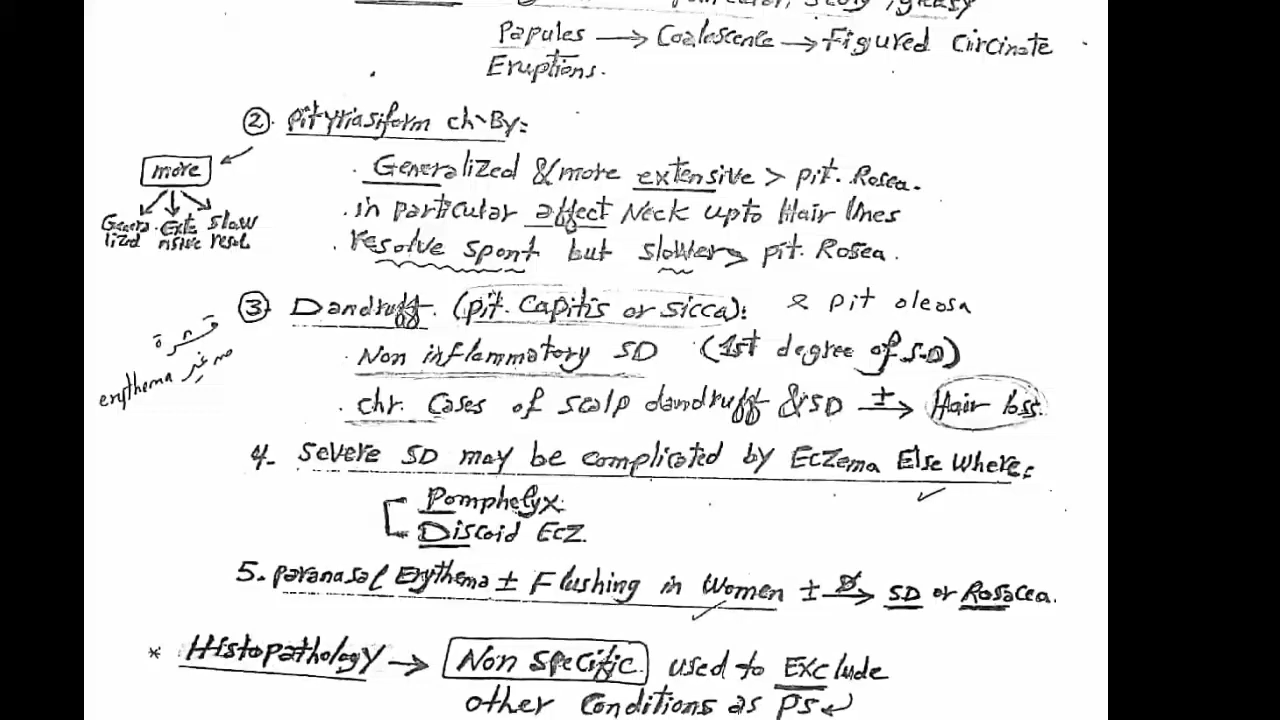 Papules → Coalescence → Figured Circinate
Eruptions.
② Pityriasiform ch-By:
more
Generalized Extensive slow resol
. Generalized & more extensive > pit. Rosea.
. in particular affect Neck upto Hair lines
. resolve spont but slower > pit. Rosea.
③ Dandruff. (pit. Capitis or sicca): & pit oleosa
قشرة
من غير erythema
. Non inflammatory SD (1st degree of S.D)
. chr. Cases of scalp dandruff & SD ±→ Hair loss.
4- Severe SD may be complicated by Eczema Else where:
Pompholyx.
Discoid Ecz.
5. Paranasal Erythema ± Flushing in Women ± → SD or Rosacea.
* Histopathology → Non specific. used to Exclude
other Conditions as PS